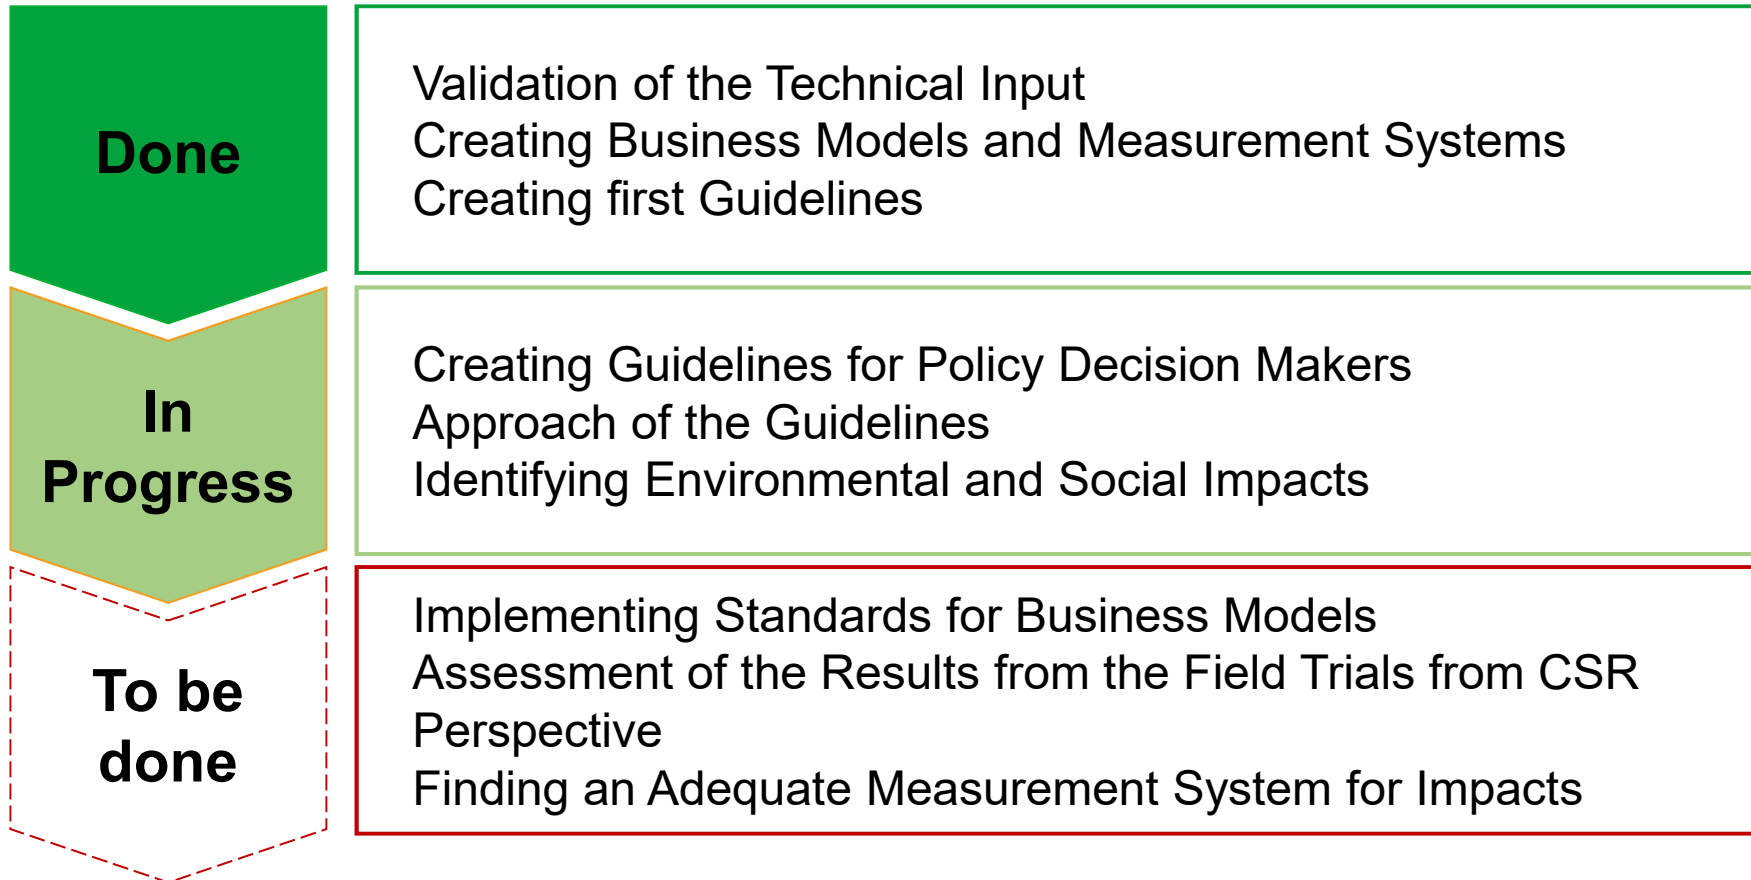 Done
Validation of the Technical Input
Creating Business Models and Measurement Systems
Creating first Guidelines
In
Progress
Creating Guidelines for Policy Decision Makers
Approach of the Guidelines
Identifying Environmental and Social Impacts
To be
done
Implementing Standards for Business Models
Assessment of the Results from the Field Trials from CSR
Perspective
Finding an Adequate Measurement System for Impacts